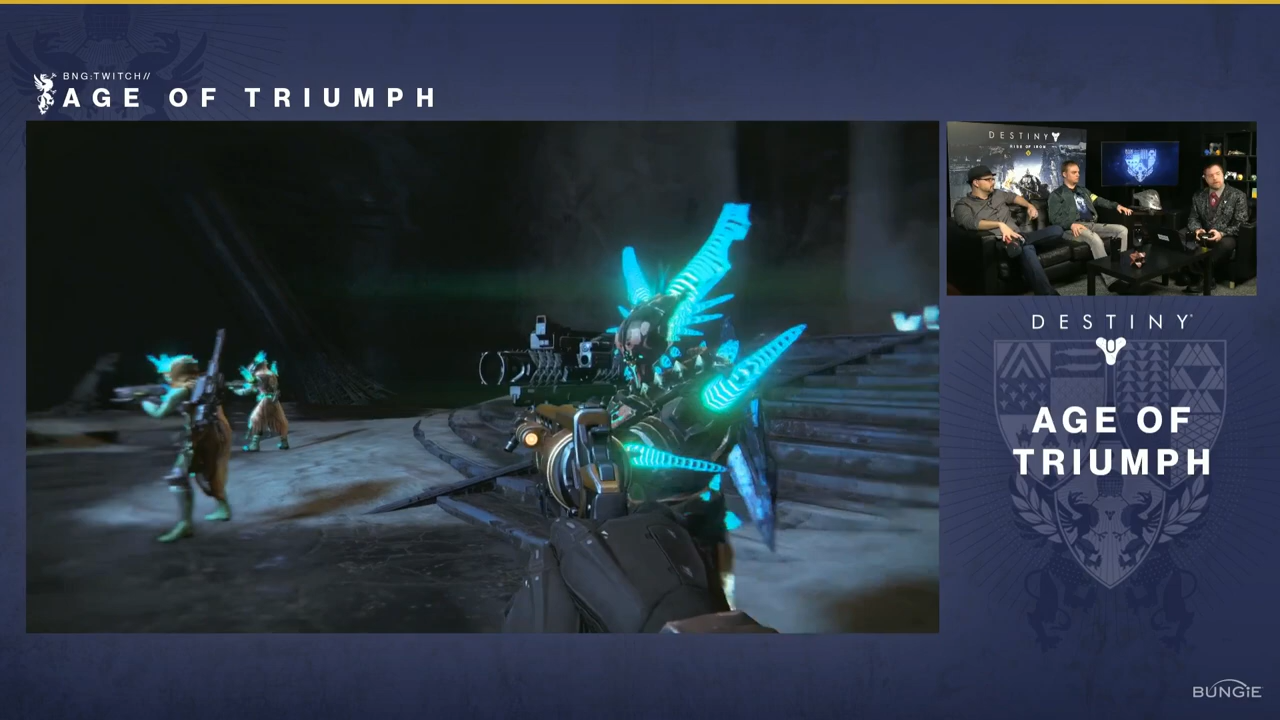 BNG:TWITCH//
AGE OF TRIUMPH
DESTINY
RISE OF IRON
DESTINY
AGE OF
TRIUMPH
BUNGiE